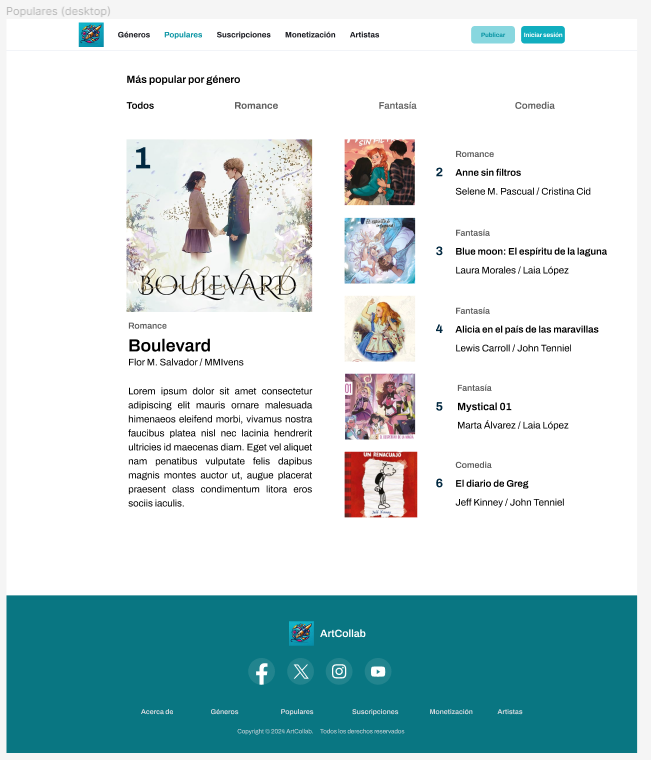 Populares (desktop)
Géneros Populares Suscripciones Monetización Artistas Publicar Iniciar sesión
Más popular por género
Todos Romance Fantasía Comedia
1
BOULEVARD
Romance
Boulevard
Flor M. Salvador / MMIvens
Lorem ipsum dolor sit amet consectetur
adipiscing elit mauris ornare malesuada
himenaeos eleifend morbi, vivamus nostra
faucibus platea nisl nec lacinia hendrerit
ultricies id maecenas diam. Eget vel aliquet
nam penatibus vulputate felis dapibus
magnis montes auctor ut, augue placerat
praesent class condimentum litora eros
sociis iaculis.
Romance
2 Anne sin filtros
Selene M. Pascual / Cristina Cid
Fantasía
3 Blue moon: El espíritu de la laguna
Laura Morales / Laia López
Fantasía
4 Alicia en el país de las maravillas
Lewis Carroll / John Tenniel
01
Fantasía
5 Mystical 01
Marta Álvarez / Laia López
UN RENACUAJO
Jeff Kinney
Comedia
6 El diario de Greg
Jeff Kinney / John Tenniel
ArtCollab
Acerca de Géneros Populares Suscripciones Monetización Artistas
Copyright © 2024 ArtCollab. Todos los derechos reservados